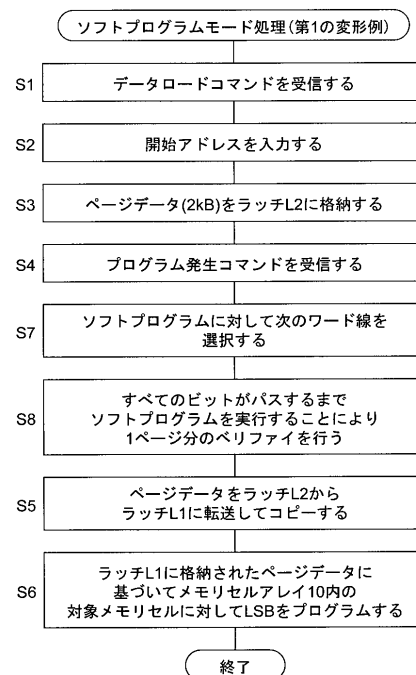 ソフトプログラムモード処理(第1の変形例)
S1
データロードコマンドを受信する
S2
開始アドレスを入力する
S3
ページデータ(2kB)をラッチL2に格納する
S4
プログラム発生コマンドを受信する
S7
ソフトプログラムに対して次のワード線を
選択する
S8
すべてのビットがパスするまで
ソフトプログラムを実行することにより
1ページ分のベリファイを行う
S5
ページデータをラッチL2から
ラッチL1に転送してコピーする
S6
ラッチL1に格納されたページデータに
基づいてメモリセルアレイ10内の
対象メモリセルに対してLSBをプログラムする
終了